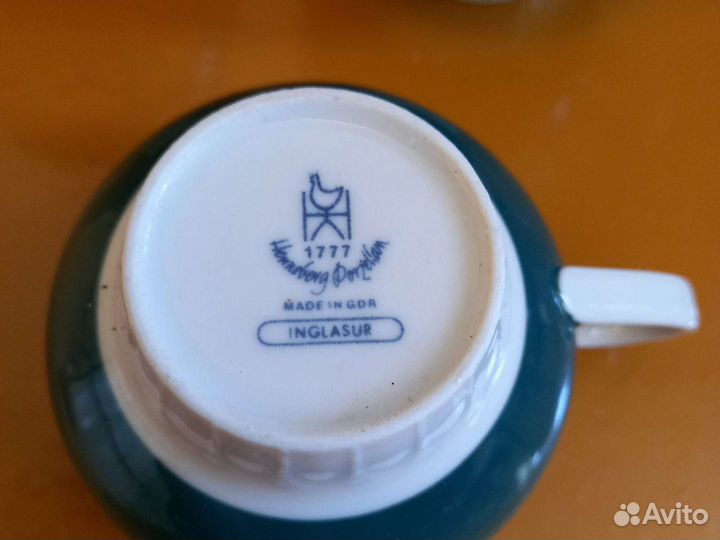 1777
Henneberg Porzellan
MADE IN GDR
INGLASUR
Avito